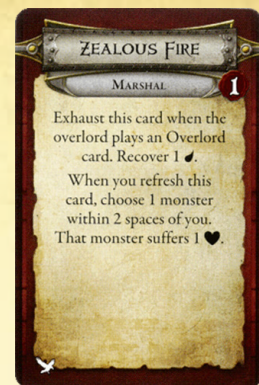 Zealous Fire
Marshal
1
Exhaust this card when the
overlord plays an Overlord
card. Recover 1 .
When you refresh this
card, choose 1 monster
within 2 spaces of you.
That monster suffers 1 ♥.